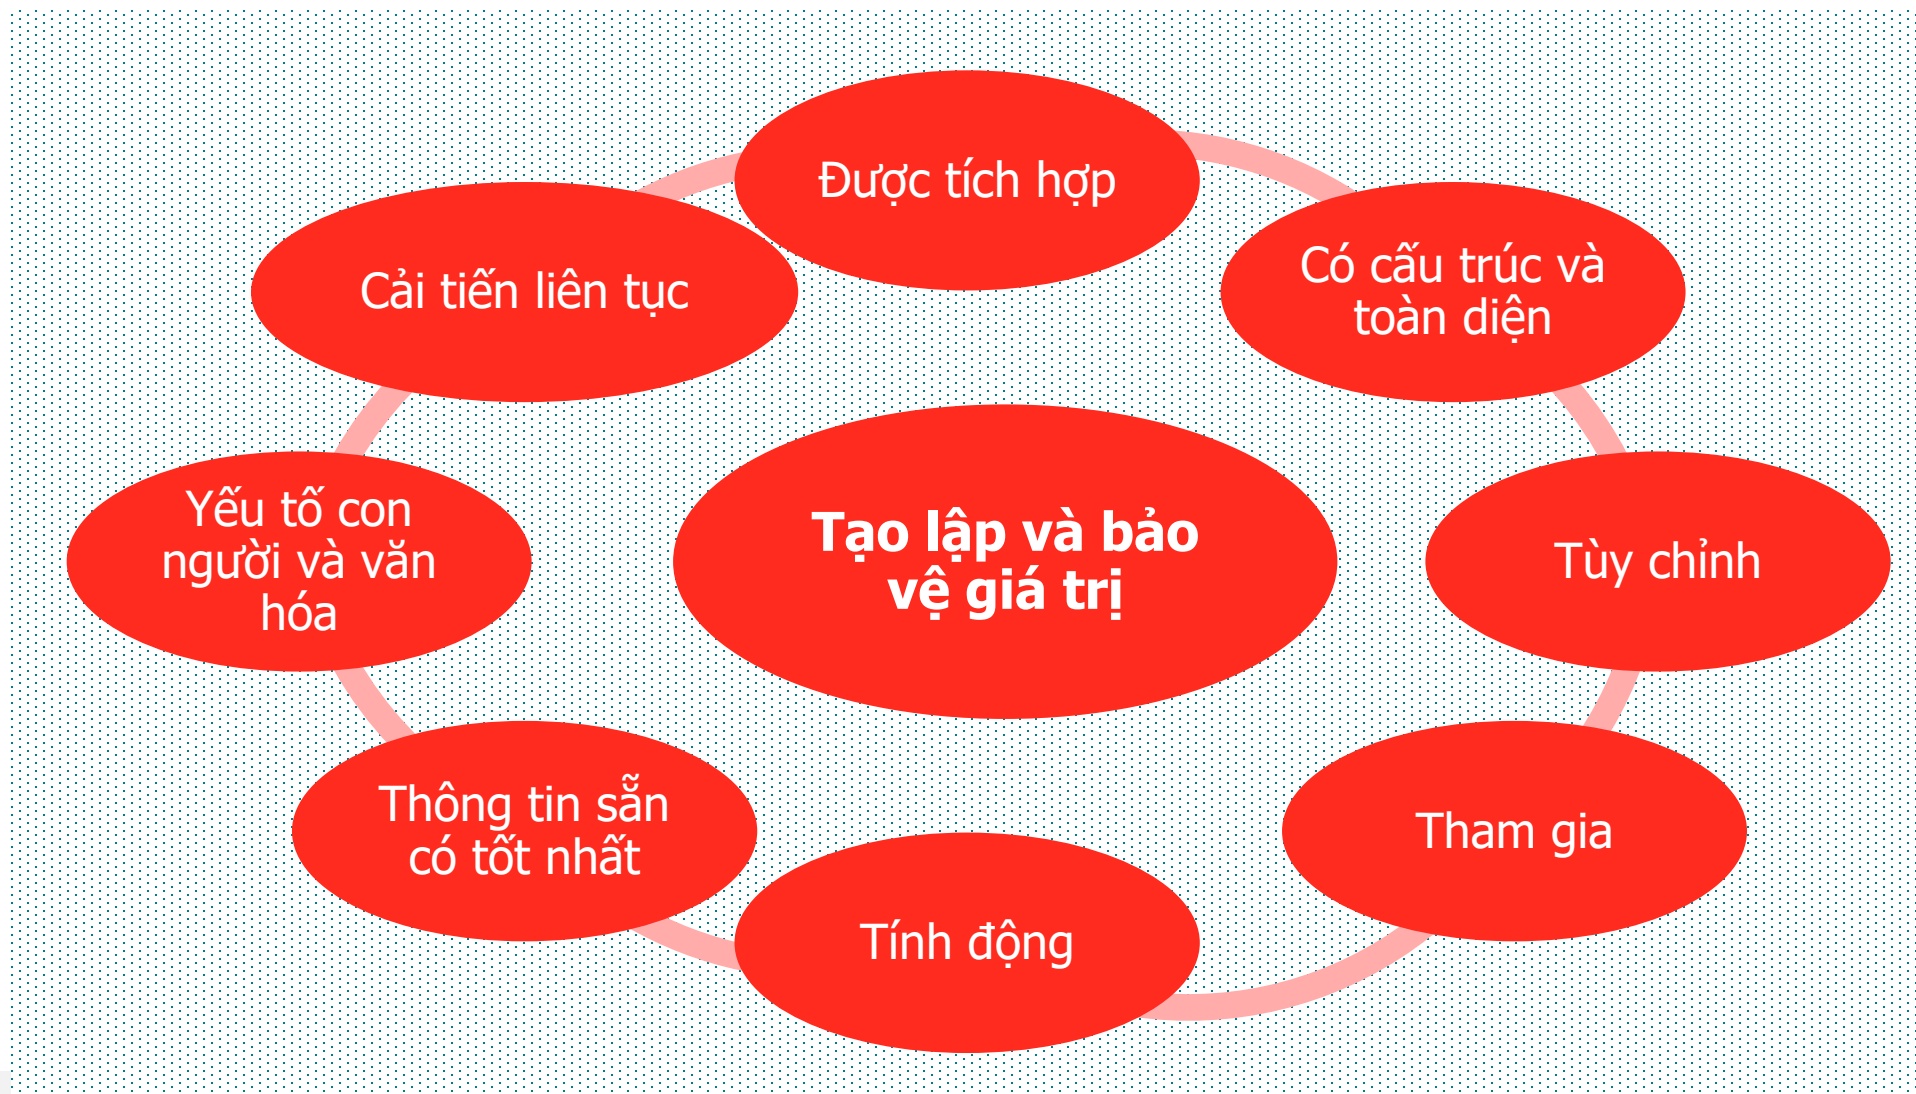 Được tích hợp
Có cấu trúc và
toàn diện
Tùy chỉnh
Tham gia
Tính động
Thông tin sẵn
có tốt nhất
Yếu tố con
người và văn
hóa
Cải tiến liên tục
Tạo lập và bảo
vệ giá trị